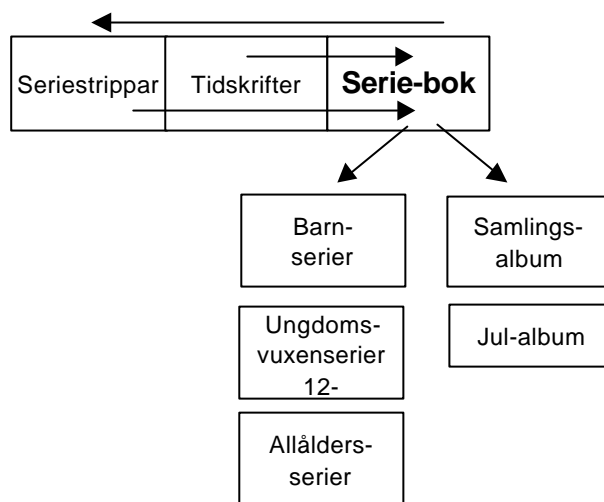 Seriestrippar
Tidskrifter
Serie-bok
Barn-
serier
Samlings-
album
Ungdoms-
vuxenserier
12-
Jul-album
Allålders-
serier